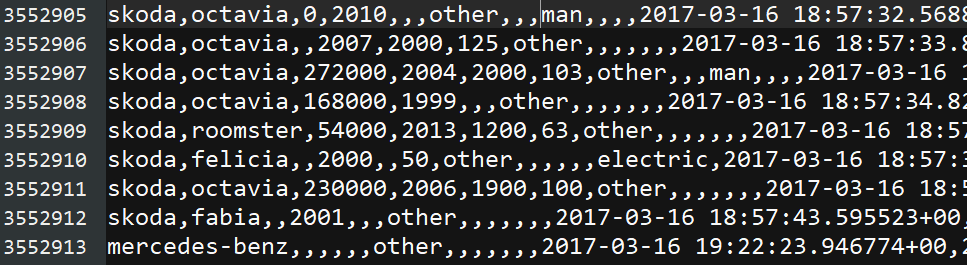 3552905 skoda,octavia,0,2010,,,other,,,man,,,,2017-03-16 18:57:32.5688
3552906 skoda,octavia,,2007,2000,125,other,,,,,,,2017-03-16 18:57:33.8
3552907 skoda,octavia,272000,2004,2000,103,other,,,man,,,,2017-03-16 1
3552908 skoda,octavia,168000,1999,,,other,,,,,,,2017-03-16 18:57:34.82
3552909 skoda,roomster,54000,2013,1200,63,other,,,,,,,2017-03-16 18:57
3552910 skoda,felicia,,2000,,50,other,,,,,,electric,2017-03-16 18:57:3
3552911 skoda,octavia,230000,2006,1900,100,other,,,,,,,2017-03-16 18:5
3552912 skoda,fabia,,2001,,,other,,,,,,,2017-03-16 18:57:43.595523+00,
3552913 mercedes-benz,,,,,,other,,,,,,,2017-03-16 19:22:23.946774+00,2